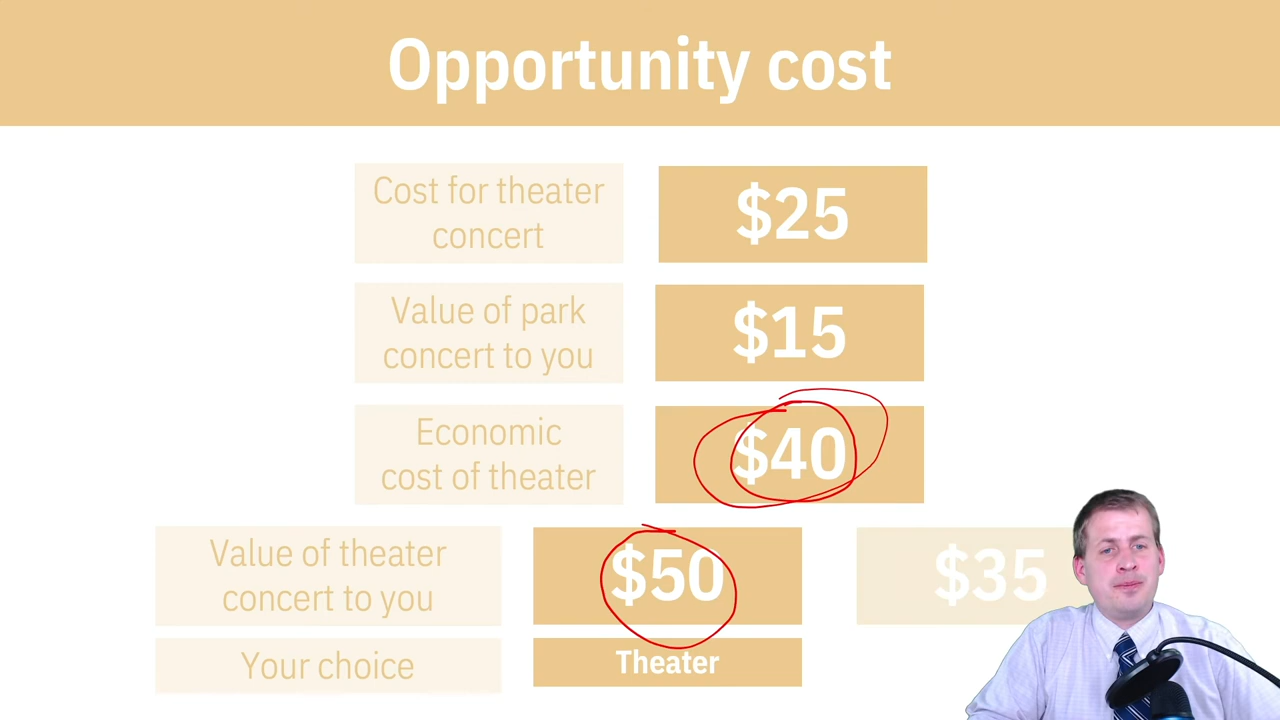 Opportunity cost
Cost for theater
concert
$25
Value of park
concert to you
$15
Economic
cost of theater
$40
Value of theater
concert to you
$50
$35
Your choice
Theater